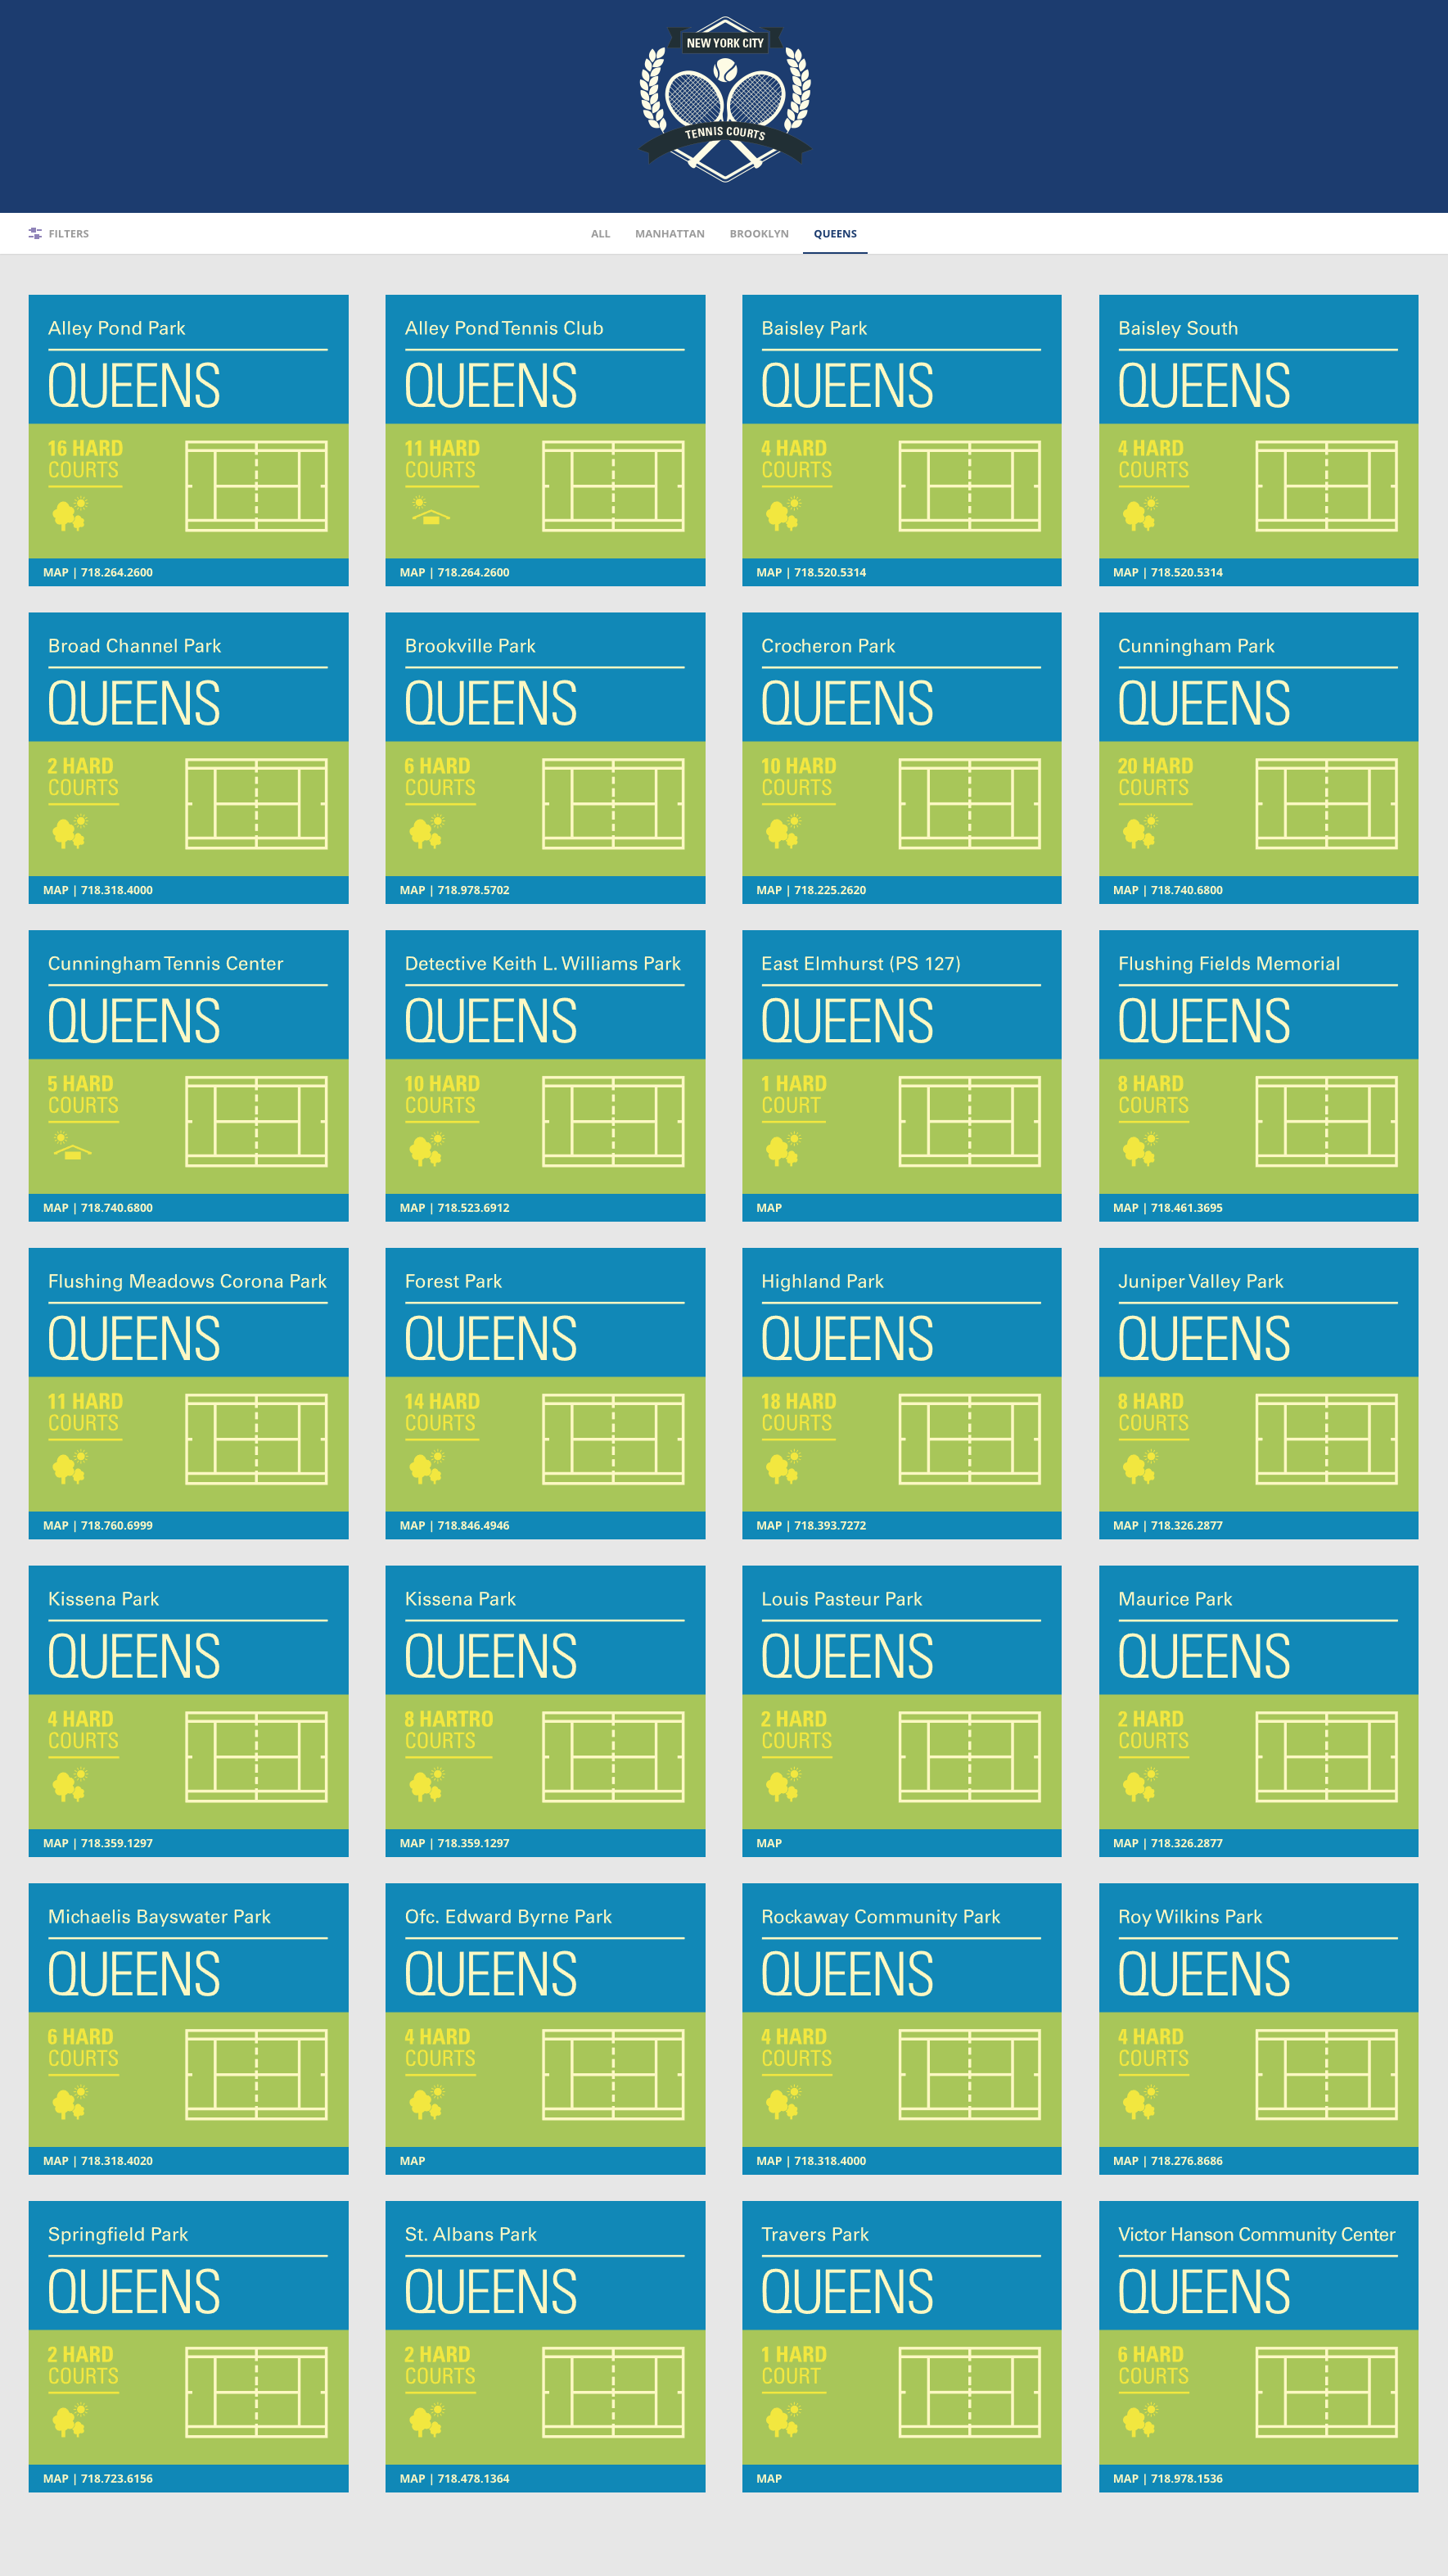 NEW YORK CITY
TENNIS COURTS
FILTERS
ALL
MANHATTAN
BROOKLYN
QUEENS
Alley Pond Park
QUEENS
16 HARD
COURTS
MAP | 718.264.2600
Alley Pond Tennis Club
QUEENS
11 HARD
COURTS
MAP | 718.264.2600
Baisley Park
QUEENS
4 HARD
COURTS
MAP | 718.520.5314
Baisley South
QUEENS
4 HARD
COURTS
MAP | 718.520.5314
Broad Channel Park
QUEENS
2 HARD
COURTS
MAP | 718.318.4000
Brookville Park
QUEENS
6 HARD
COURTS
MAP | 718.978.5702
Crocheron Park
QUEENS
10 HARD
COURTS
MAP | 718.225.2620
Cunningham Park
QUEENS
20 HARD
COURTS
MAP | 718.740.6800
Cunningham Tennis Center
QUEENS
5 HARD
COURTS
MAP | 718.740.6800
Detective Keith L. Williams Park
QUEENS
10 HARD
COURTS
MAP | 718.523.6912
East Elmhurst (PS 127)
QUEENS
1 HARD
COURT
MAP
Flushing Fields Memorial
QUEENS
8 HARD
COURTS
MAP | 718.461.3695
Flushing Meadows Corona Park
QUEENS
11 HARD
COURTS
MAP | 718.760.6999
Forest Park
QUEENS
14 HARD
COURTS
MAP | 718.846.4946
Highland Park
QUEENS
18 HARD
COURTS
MAP | 718.393.7272
Juniper Valley Park
QUEENS
8 HARD
COURTS
MAP | 718.326.2877
Kissena Park
QUEENS
4 HARD
COURTS
MAP | 718.359.1297
Kissena Park
QUEENS
8 HARTRO
COURTS
MAP | 718.359.1297
Louis Pasteur Park
QUEENS
2 HARD
COURTS
MAP
Maurice Park
QUEENS
2 HARD
COURTS
MAP | 718.326.2877
Michaelis Bayswater Park
QUEENS
6 HARD
COURTS
MAP | 718.318.4020
Ofc. Edward Byrne Park
QUEENS
4 HARD
COURTS
MAP
Rockaway Community Park
QUEENS
4 HARD
COURTS
MAP | 718.318.4000
Roy Wilkins Park
QUEENS
4 HARD
COURTS
MAP | 718.276.8686
Springfield Park
QUEENS
2 HARD
COURTS
MAP | 718.723.6156
St. Albans Park
QUEENS
2 HARD
COURTS
MAP | 718.478.1364
Travers Park
QUEENS
1 HARD
COURT
MAP
Victor Hanson Community Center
QUEENS
6 HARD
COURTS
MAP | 718.978.1536